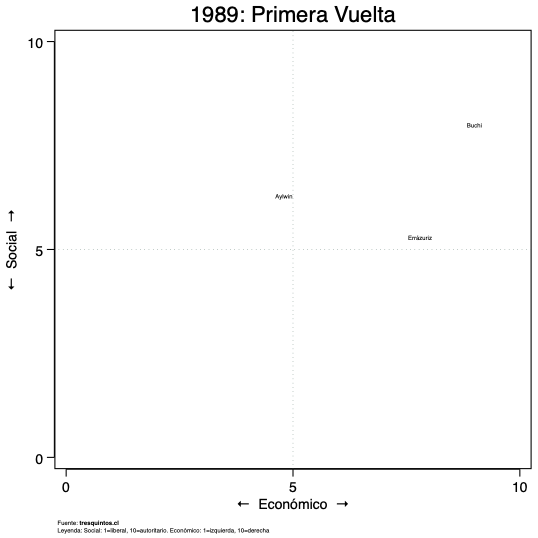 1989: Primera Vuelta
10
Buchi
Aylwin
Errázuriz
5
← Social →
0
0 5 10
← Económico →
Fuente: tresquintos.cl
Leyenda: Social: 1=liberal, 10=autoritario. Económico: 1=izquierda, 10=derecha